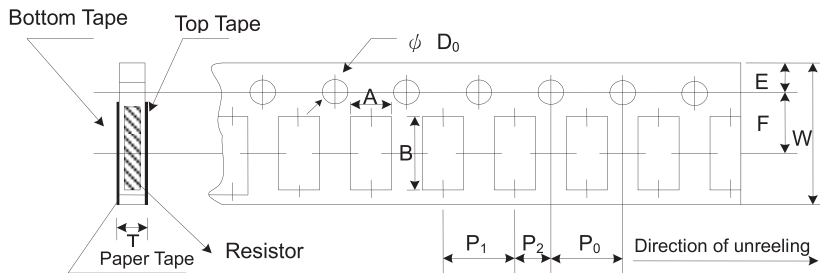 Bottom Tape
Top Tape
ϕ D₀
E
A
F
W
B
T
Paper Tape
Resistor
P₁
P₂
P₀
Direction of unreeling